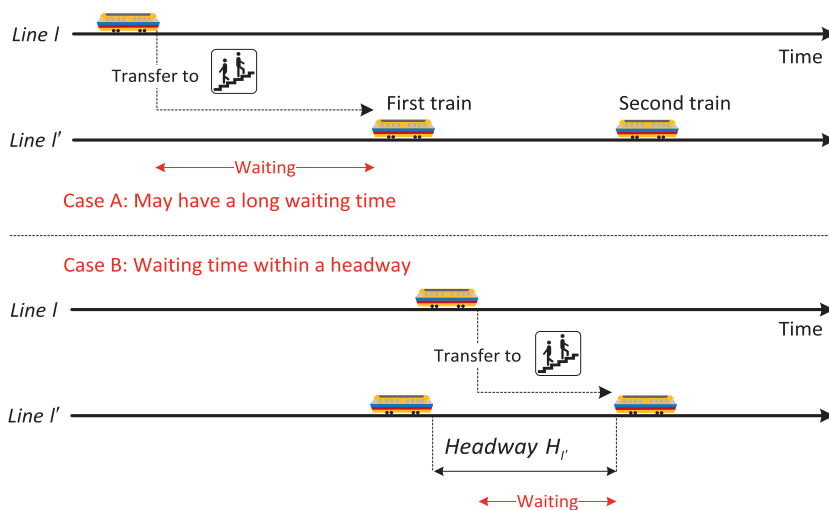 Line l
Time
Transfer to
First train
Second train
Line l′
Waiting
Case A: May have a long waiting time
Case B: Waiting time within a headway
Line l
Time
Transfer to
Line l′
Headway H_{l′}
Waiting